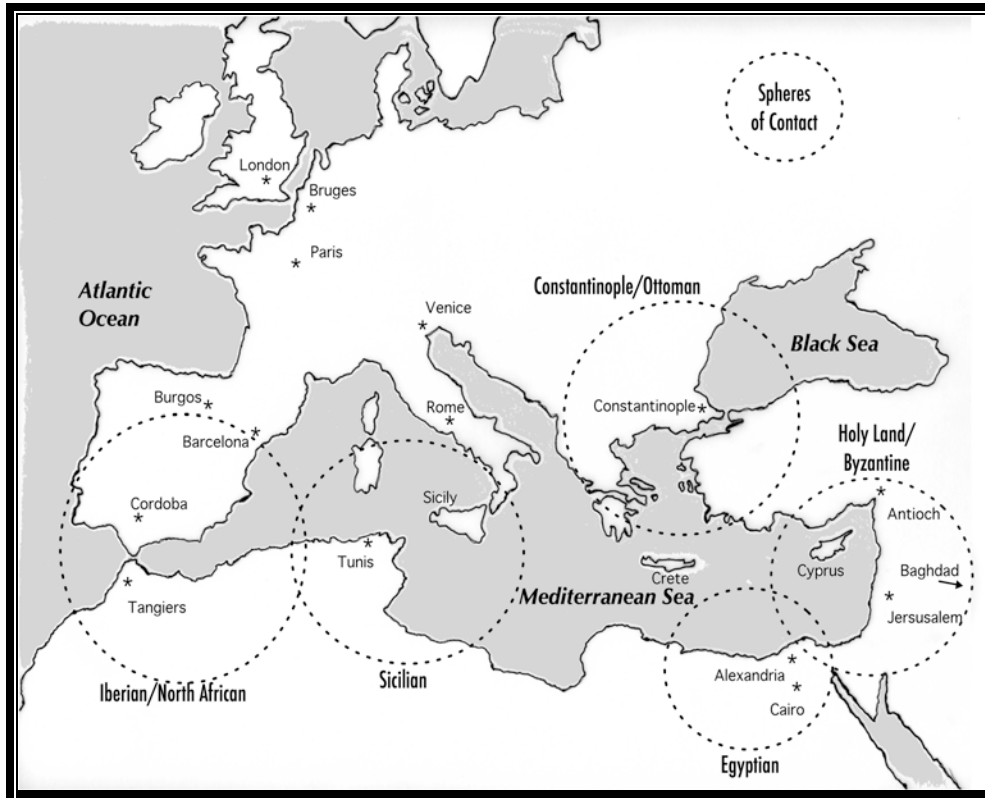 Spheres
of Contact
London
*
Bruges
*
Paris
*
Atlantic
Ocean
Constantinople/Ottoman
Venice
*
Black Sea
Burgos *
Rome
*
Constantinople *
Barcelona *
Holy Land/
Byzantine
*
Antioch
Cordoba
*
Sicily
Tunis *
Crete
Cyprus
Baghdad
*
Tangiers
Mediterranean Sea
*
Jersusalem
Iberian/North African
Sicilian
Alexandria *
*
Cairo
Egyptian